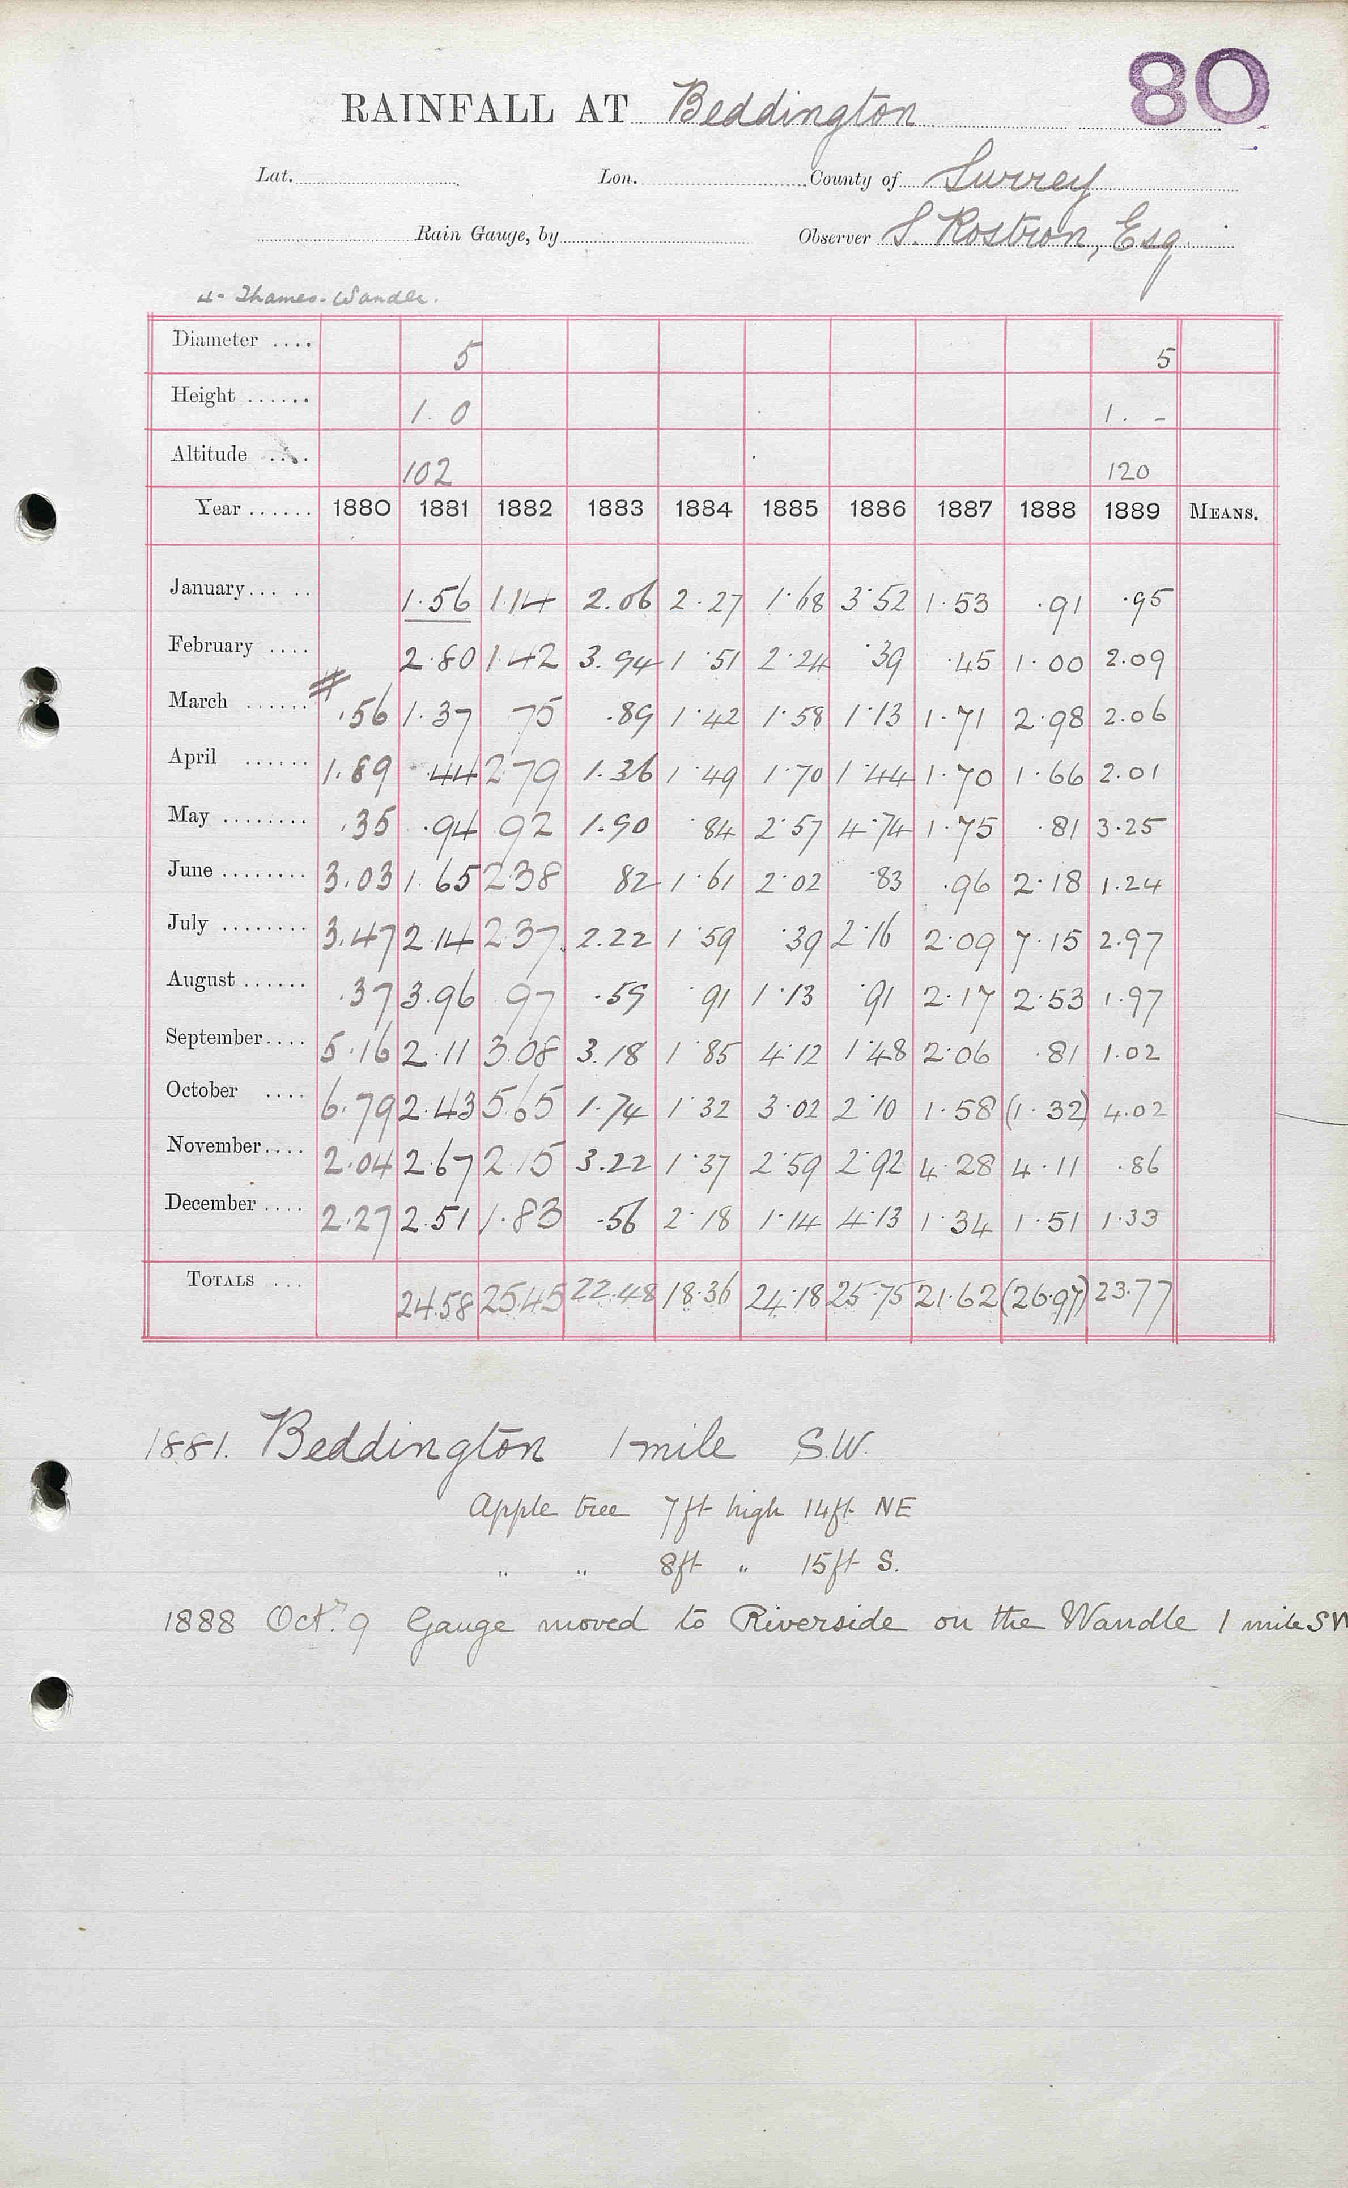 80
RAINFALL AT Beddington
Lat. Lon. County of Surrey
Rain Gauge, by Observer S. Rostron, Esq.
4 - Thames - Wandle.
Diameter .... 5 5
Height ...... 1. 0 1. -
Altitude .... 102 120
Year ...... 1880 1881 1882 1883 1884 1885 1886 1887 1888 1889 MEANS.
January ..... 1.56 1.14 2.06 2.27 1.68 3.52 1.53 .91 .95
February .... 2.80 1.42 3.94 1.51 2.24 .39 .45 1.00 2.09
March ...... # .56 1.37 75 .89 1.42 1.58 1.13 1.71 2.98 2.06
April ...... 1.89 .44 2.79 1.36 1.49 1.70 1.44 1.70 1.66 2.01
May ........ .35 .94 92 1.90 .84 2.57 4.74 1.75 .81 3.25
June ........ 3.03 1.65 2.38 82 1.61 2.02 .83 .96 2.18 1.24
July ........ 3.47 2.14 2.37 2.22 1.59 .39 2.16 2.09 7.15 2.97
August ...... .37 3.96 97 .59 .91 1.13 .91 2.17 2.53 1.97
September .... 5.16 2.11 3.08 3.18 1.85 4.12 1.48 2.06 .81 1.02
October .... 6.79 2.43 5.65 1.74 1.32 3.02 2.10 1.58 (1.32) 4.02
November .... 2.04 2.67 2.15 3.22 1.37 2.59 2.92 4.28 4.11 .86
December .... 2.27 2.51 1.83 .56 2.18 1.14 4.13 1.34 1.51 1.33
TOTALS ... 24.58 25.45 22.48 18.36 24.18 25.75 21.62 (26.97) 23.77
1881. Beddington 1 mile S.W.
Apple tree 7ft high 14ft NE
" " 8ft " 15ft S.
1888 Octr. 9 Gauge moved to Riverside on the Wandle 1 mile SW